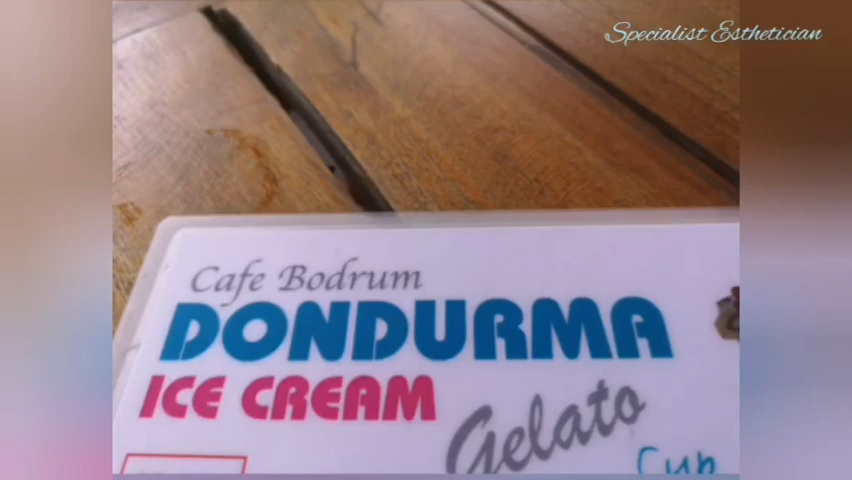 Specialist Esthetician
Cafe Bodrum
DONDURMA
ICE CREAM
Gelato
Cup